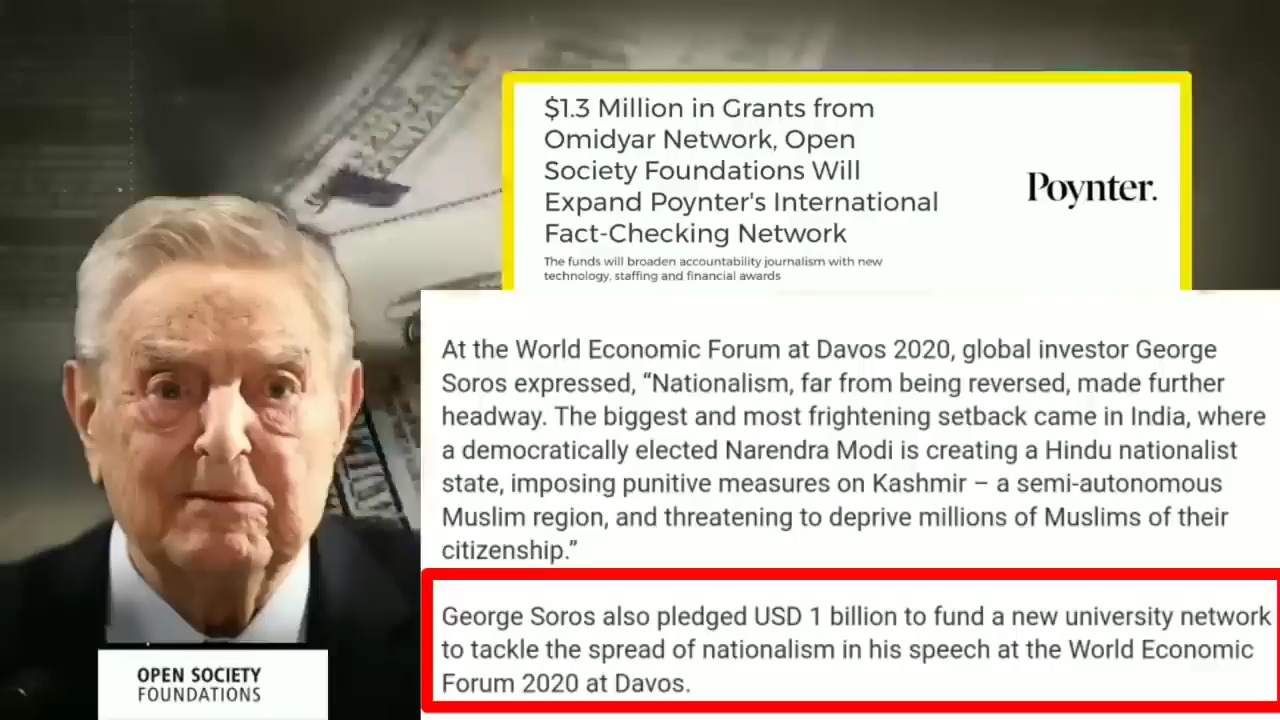 $1.3 Million in Grants from
Omidyar Network, Open
Society Foundations Will
Expand Poynter's International
Fact-Checking Network
The funds will broaden accountability journalism with new
technology, staffing and financial awards
Poynter.
At the World Economic Forum at Davos 2020, global investor George
Soros expressed, “Nationalism, far from being reversed, made further
headway. The biggest and most frightening setback came in India, where
a democratically elected Narendra Modi is creating a Hindu nationalist
state, imposing punitive measures on Kashmir – a semi-autonomous
Muslim region, and threatening to deprive millions of Muslims of their
citizenship.”
George Soros also pledged USD 1 billion to fund a new university network
to tackle the spread of nationalism in his speech at the World Economic
Forum 2020 at Davos.
OPEN SOCIETY
FOUNDATIONS